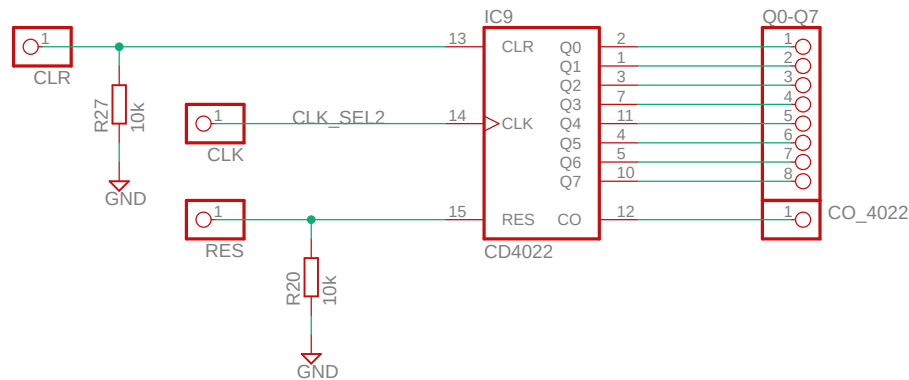 IC9
Q0-Q7
1
CLR
R27
10k
GND
13
CLR
1
CLK
CLK_SEL2
14
CLK
1
RES
R20
10k
GND
15
RES
Q0
2
1
Q1
1
2
Q2
3
3
Q3
7
4
Q4
11
5
Q5
4
6
Q6
5
7
Q7
10
8
CO
12
1
CO_4022
CD4022